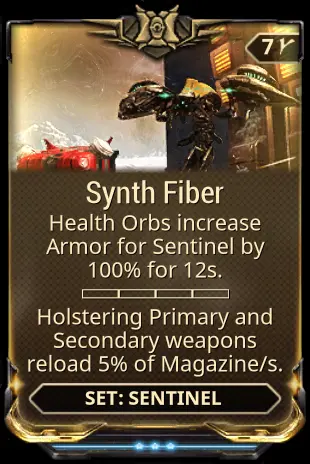 7
Synth Fiber
Health Orbs increase
Armor for Sentinel by
100% for 12s.
Holstering Primary and
Secondary weapons
reload 5% of Magazine/s.
SET: SENTINEL